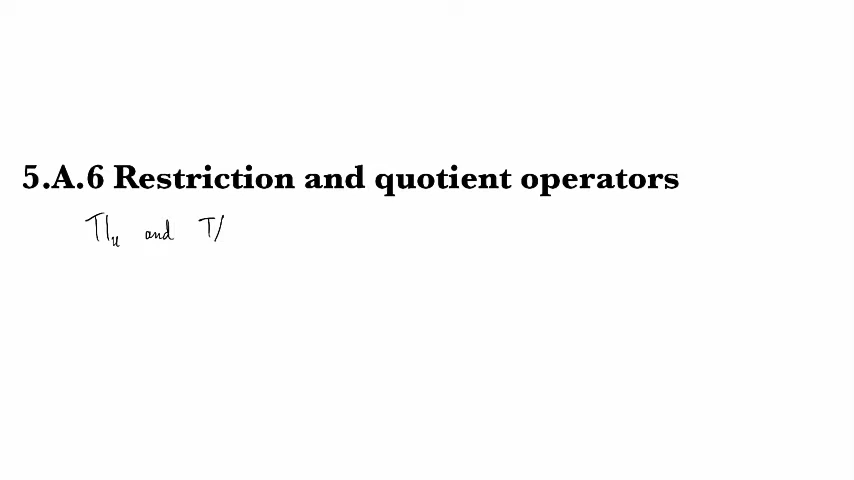 5.A.6 Restriction and quotient operators
T|u and T/